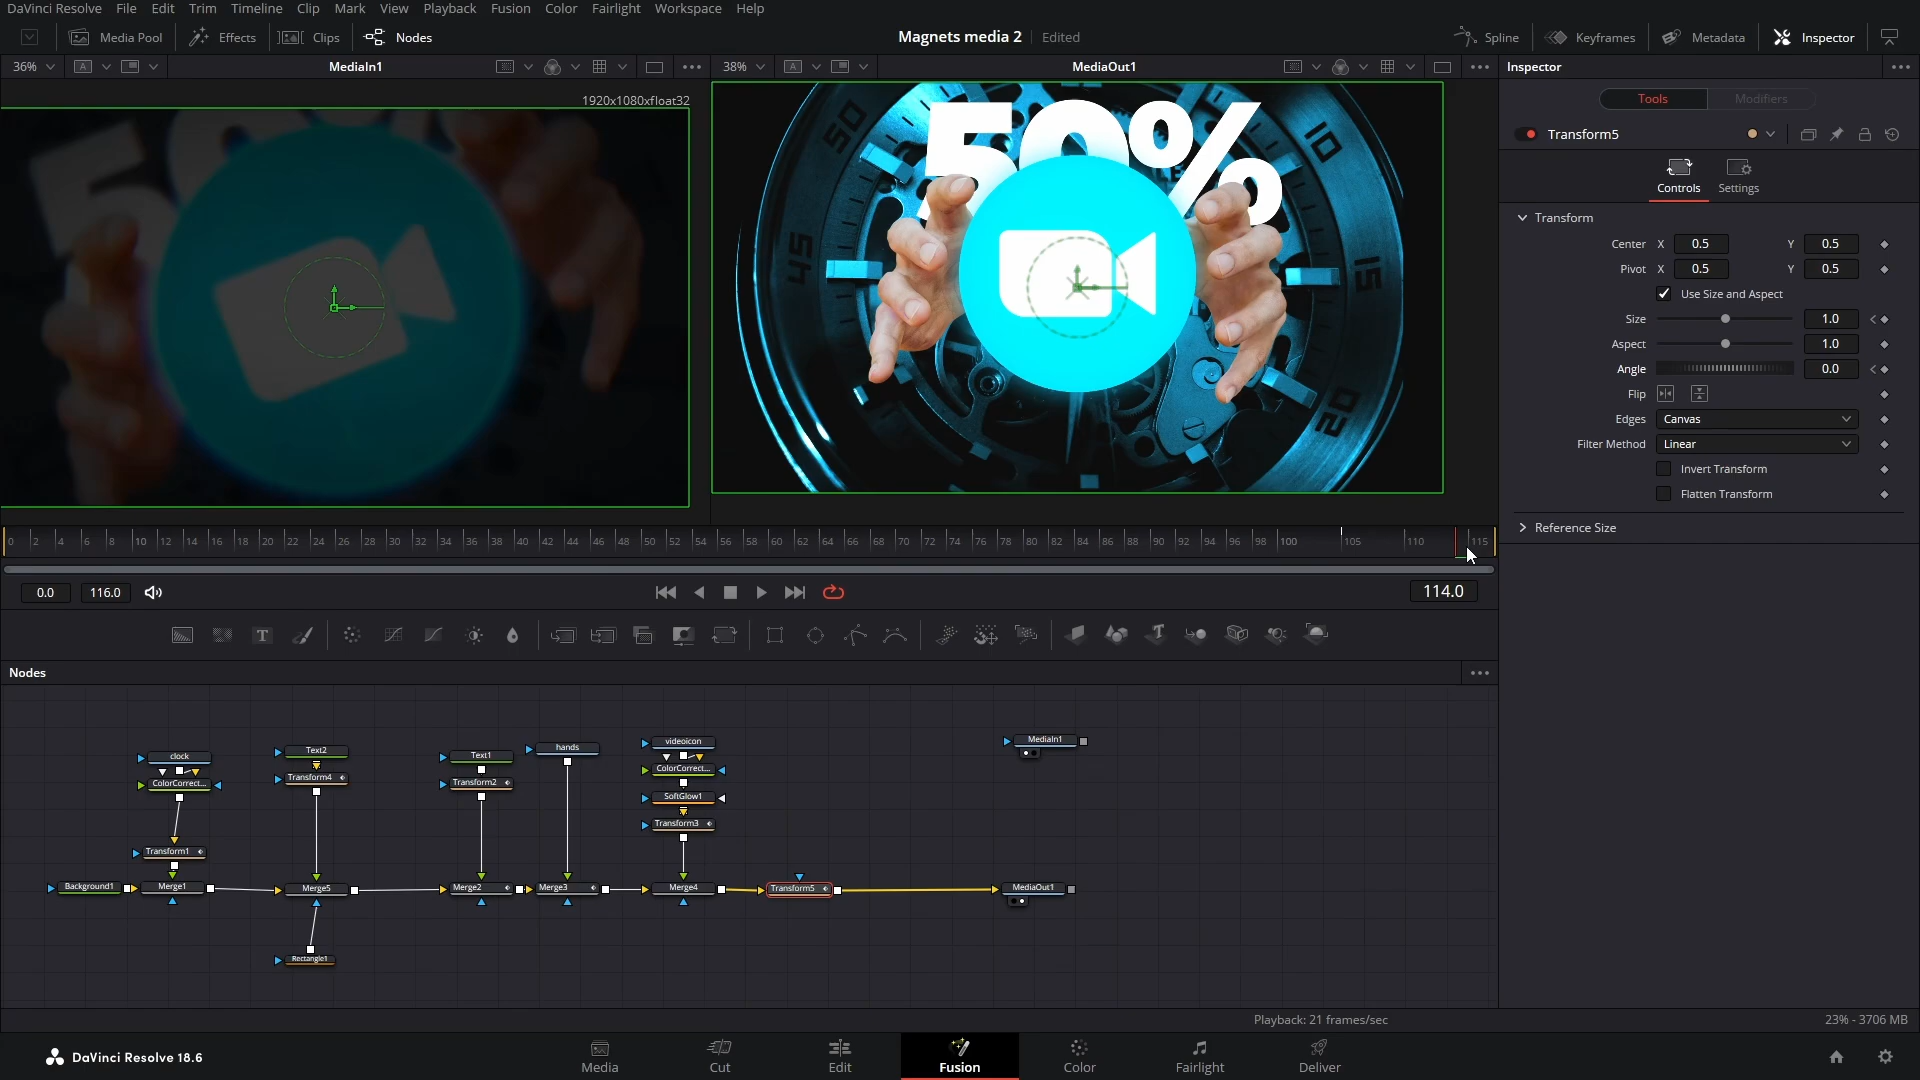 DaVinci Resolve File Edit Trim Timeline Clip Mark View Playback Fusion Color Fairlight Workspace Help
Media Pool Effects Clips Nodes Magnets media 2 Edited Spline Keyframes Metadata Inspector
36% A MediaIn1 38% A MediaOut1 Inspector
1920x1080xfloat32
Tools Modifiers
Transform5
Controls Settings
Transform
Center X 0.5 Y 0.5
Pivot X 0.5 Y 0.5
Use Size and Aspect
Size 1.0
Aspect 1.0
Angle 0.0
Flip
Edges Canvas
Filter Method Linear
Invert Transform
Flatten Transform
Reference Size
50%
50 10 45 15 20
0 2 4 6 8 10 12 14 16 18 20 22 24 26 28 30 32 34 36 38 40 42 44 46 48 50 52 54 56 58 60 62 64 66 68 70 72 74 76 78 80 82 84 86 88 90 92 94 96 98 100 105 110 115
0.0 116.0 114.0
T
Nodes
clock Text2 Text1 hands videoicon MediaIn1
ColorCorrect... Transform4 Transform2 ColorCorrect...
SoftGlow1
Transform3
Transform1
Background1 Merge1 Merge5 Merge2 Merge3 Merge4 Transform5 MediaOut1
Rectangle1
Playback: 21 frames/sec 23% - 3706 MB
DaVinci Resolve 18.6 Media Cut Edit Fusion Color Fairlight Deliver